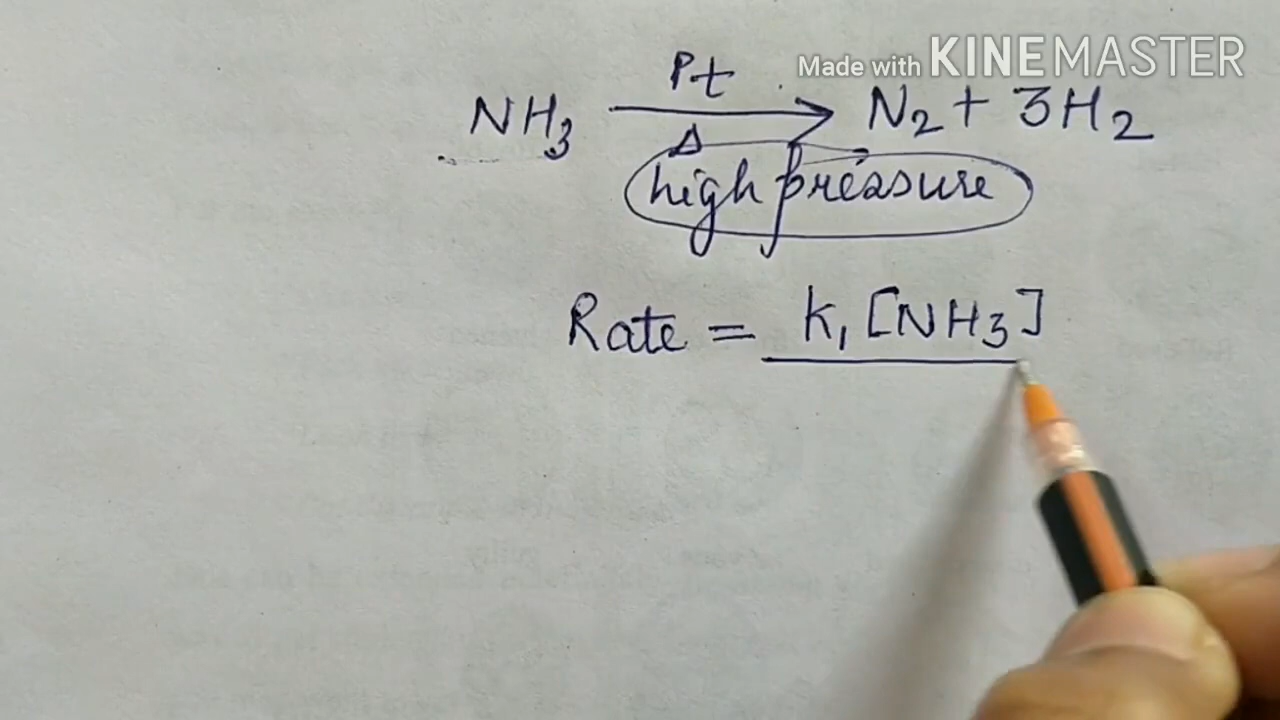 Made with KINEMASTER
NH3 Pt → N2 + 3H2
Δ
high pressure
Rate = K1 [NH3]